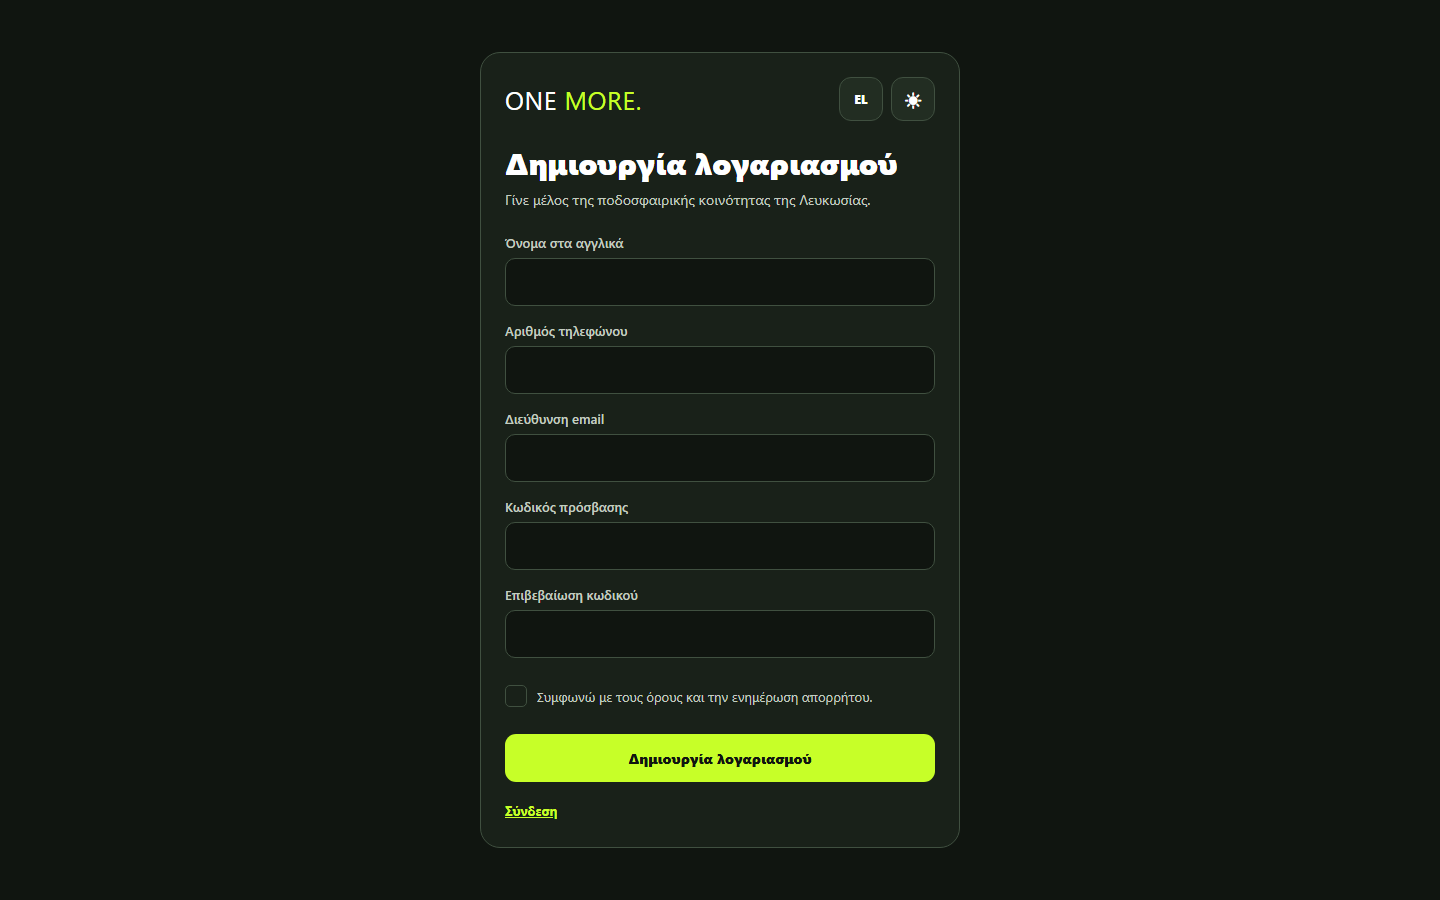 ONE MORE.
EL
Δημιουργία λογαριασμού
Γίνε μέλος της ποδοσφαιρικής κοινότητας της Λευκωσίας.
Όνομα στα αγγλικά
Αριθμός τηλεφώνου
Διεύθυνση email
Κωδικός πρόσβασης
Επιβεβαίωση κωδικού
Συμφωνώ με τους όρους και την ενημέρωση απορρήτου.
Δημιουργία λογαριασμού
Σύνδεση